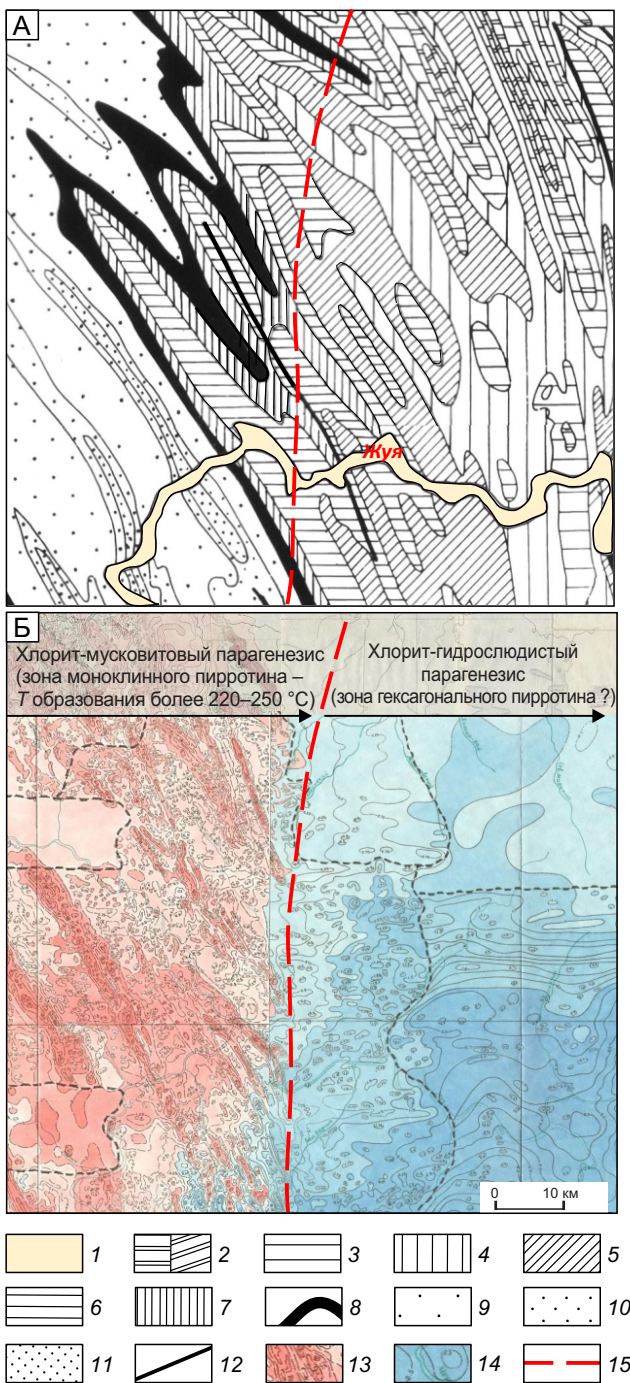 А
Жуя
Б
Хлорит-мусковитовый парагенезис
(зона моноклинного пирротина –
Т образования более 220–250 °C)
Хлорит-гидрослюдистый
парагенезис
(зона гексагонального пирротина ?)
0 10 км
1 2 3 4 5
6 7 8 9 10
11 12 13 14 15